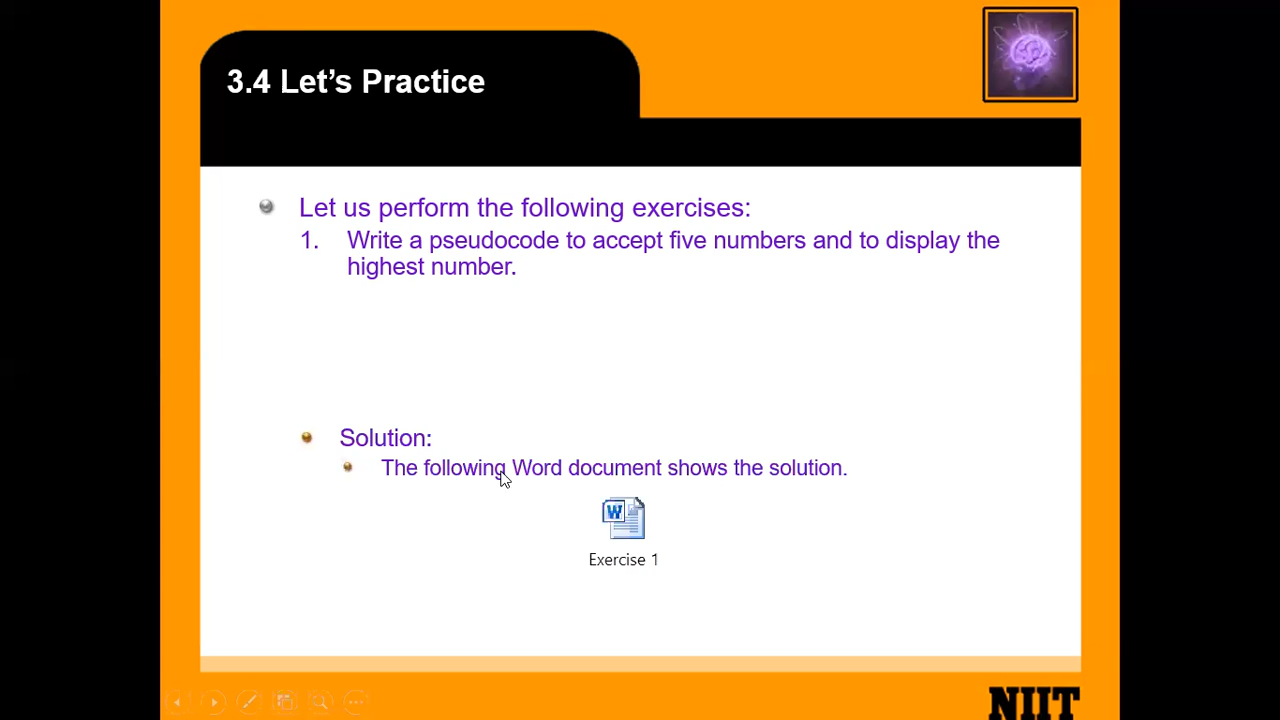 3.4 Let’s Practice
Let us perform the following exercises:
1. Write a pseudocode to accept five numbers and to display the
highest number.
Solution:
The following Word document shows the solution.
W
Exercise 1
NIIT